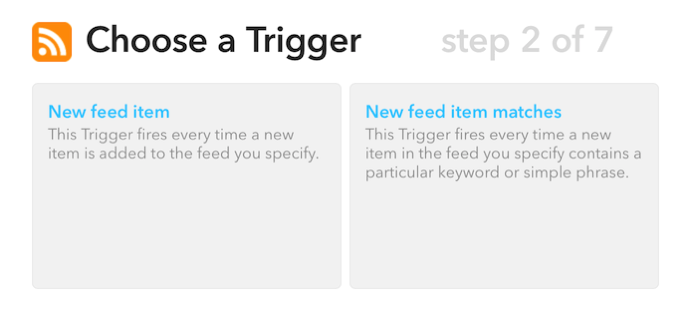 Choose a Trigger step 2 of 7
New feed item
This Trigger fires every time a new
item is added to the feed you specify.
New feed item matches
This Trigger fires every time a new
item in the feed you specify contains a
particular keyword or simple phrase.